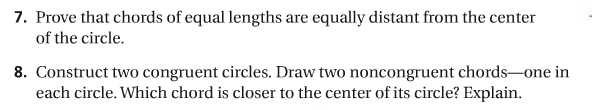 7. Prove that chords of equal lengths are equally distant from the center
of the circle.
8. Construct two congruent circles. Draw two noncongruent chords—one in
each circle. Which chord is closer to the center of its circle? Explain.